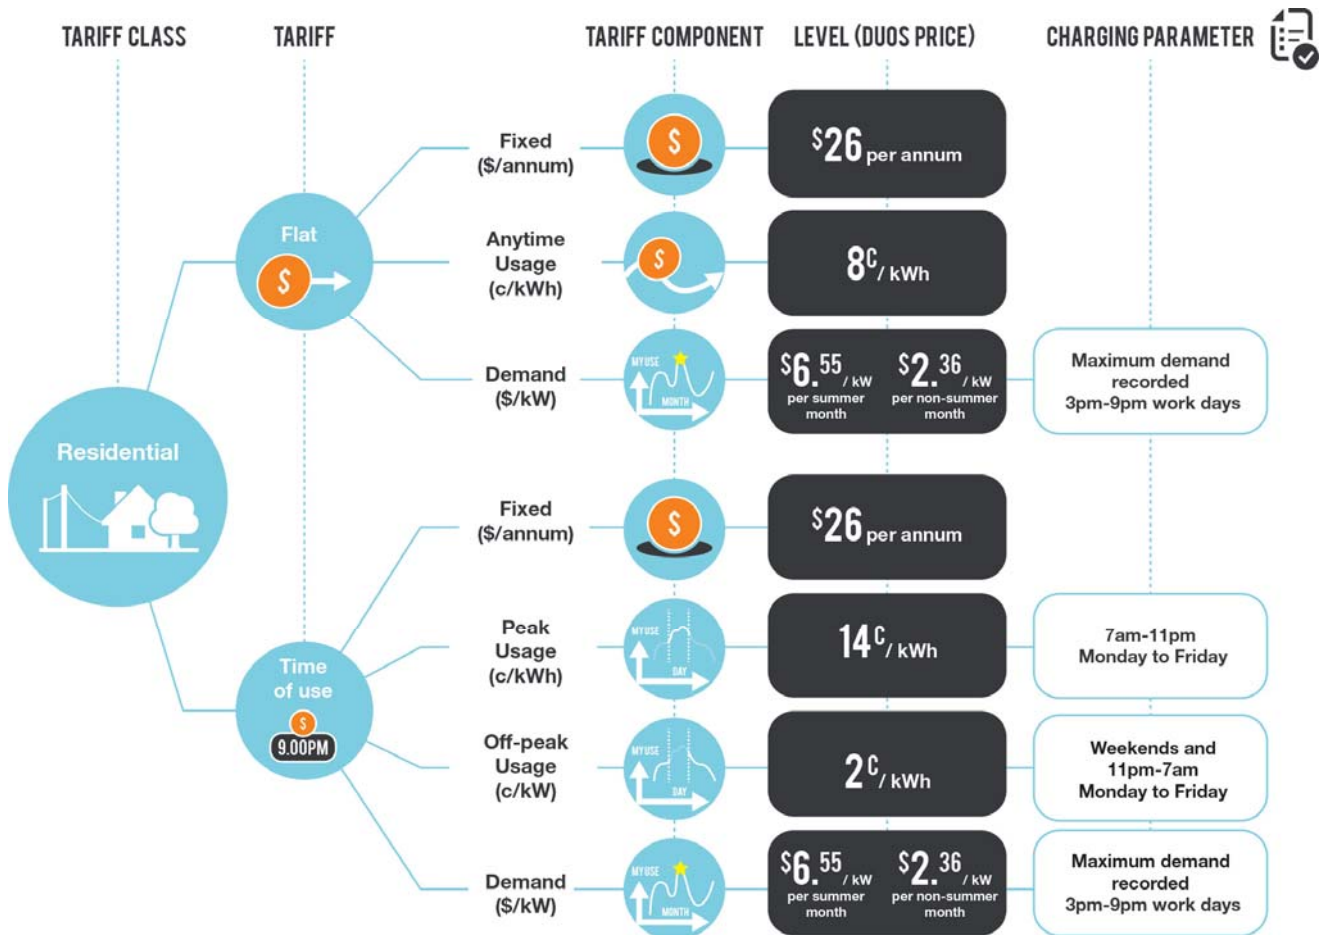 TARIFF CLASS
TARIFF
TARIFF COMPONENT
LEVEL (DUOS PRICE)
CHARGING PARAMETER
Residential
Flat
$
Fixed
($/annum)
$
$26 per annum
Anytime
Usage
(c/kWh)
$
8c/ kWh
Demand
($/kW)
MY USE
MONTH
$6.55/ kW
per summer
month
$2.36/ kW
per non-summer
month
Maximum demand
recorded
3pm-9pm work days
Time
of use
$
9.00PM
Fixed
($/annum)
$
$26 per annum
Peak
Usage
(c/kWh)
MY USE
DAY
14c/ kWh
7am-11pm
Monday to Friday
Off-peak
Usage
(c/kW)
MY USE
DAY
2c/ kWh
Weekends and
11pm-7am
Monday to Friday
Demand
($/kW)
MY USE
MONTH
$6.55/ kW
per summer
month
$2.36/ kW
per non-summer
month
Maximum demand
recorded
3pm-9pm work days